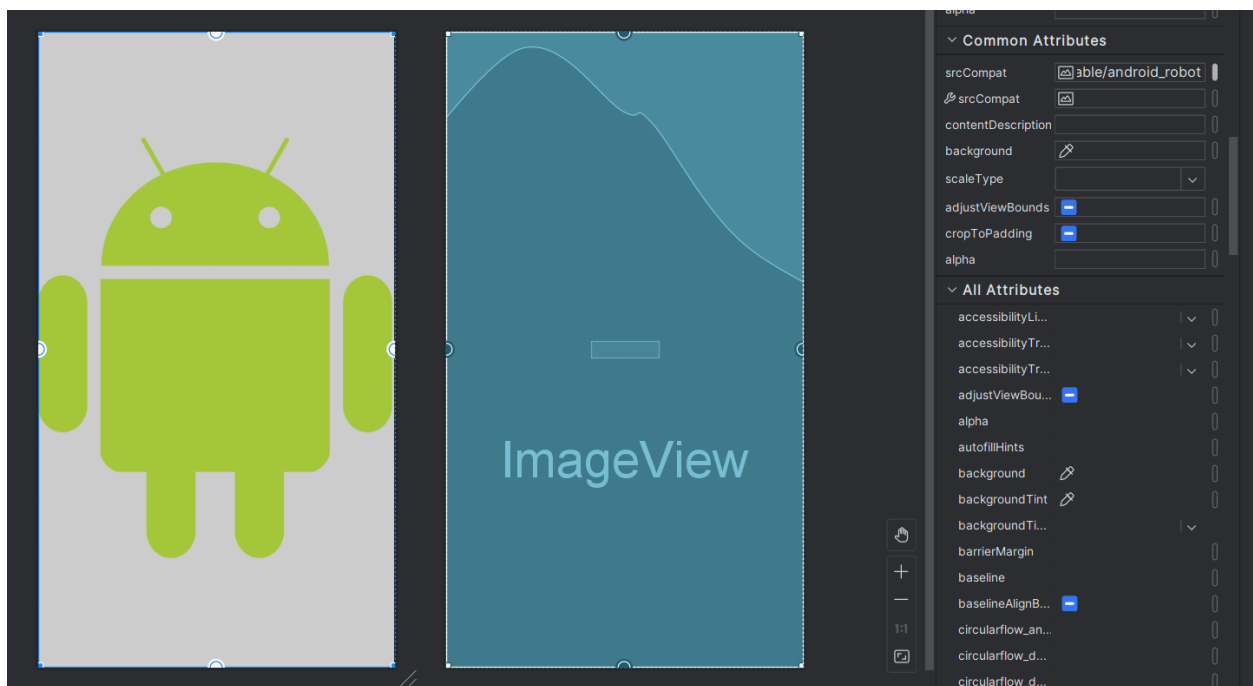 ImageView
1:1
alpha
Common Attributes
srcCompat able/android_robot
srcCompat
contentDescription
background
scaleType
adjustViewBounds
cropToPadding
alpha
All Attributes
accessibilityLi...
accessibilityTr...
accessibilityTr...
adjustViewBou...
alpha
autofillHints
background
backgroundTint
backgroundTi...
barrierMargin
baseline
baselineAlignB...
circularflow_an...
circularflow_d...
circularflow_d...